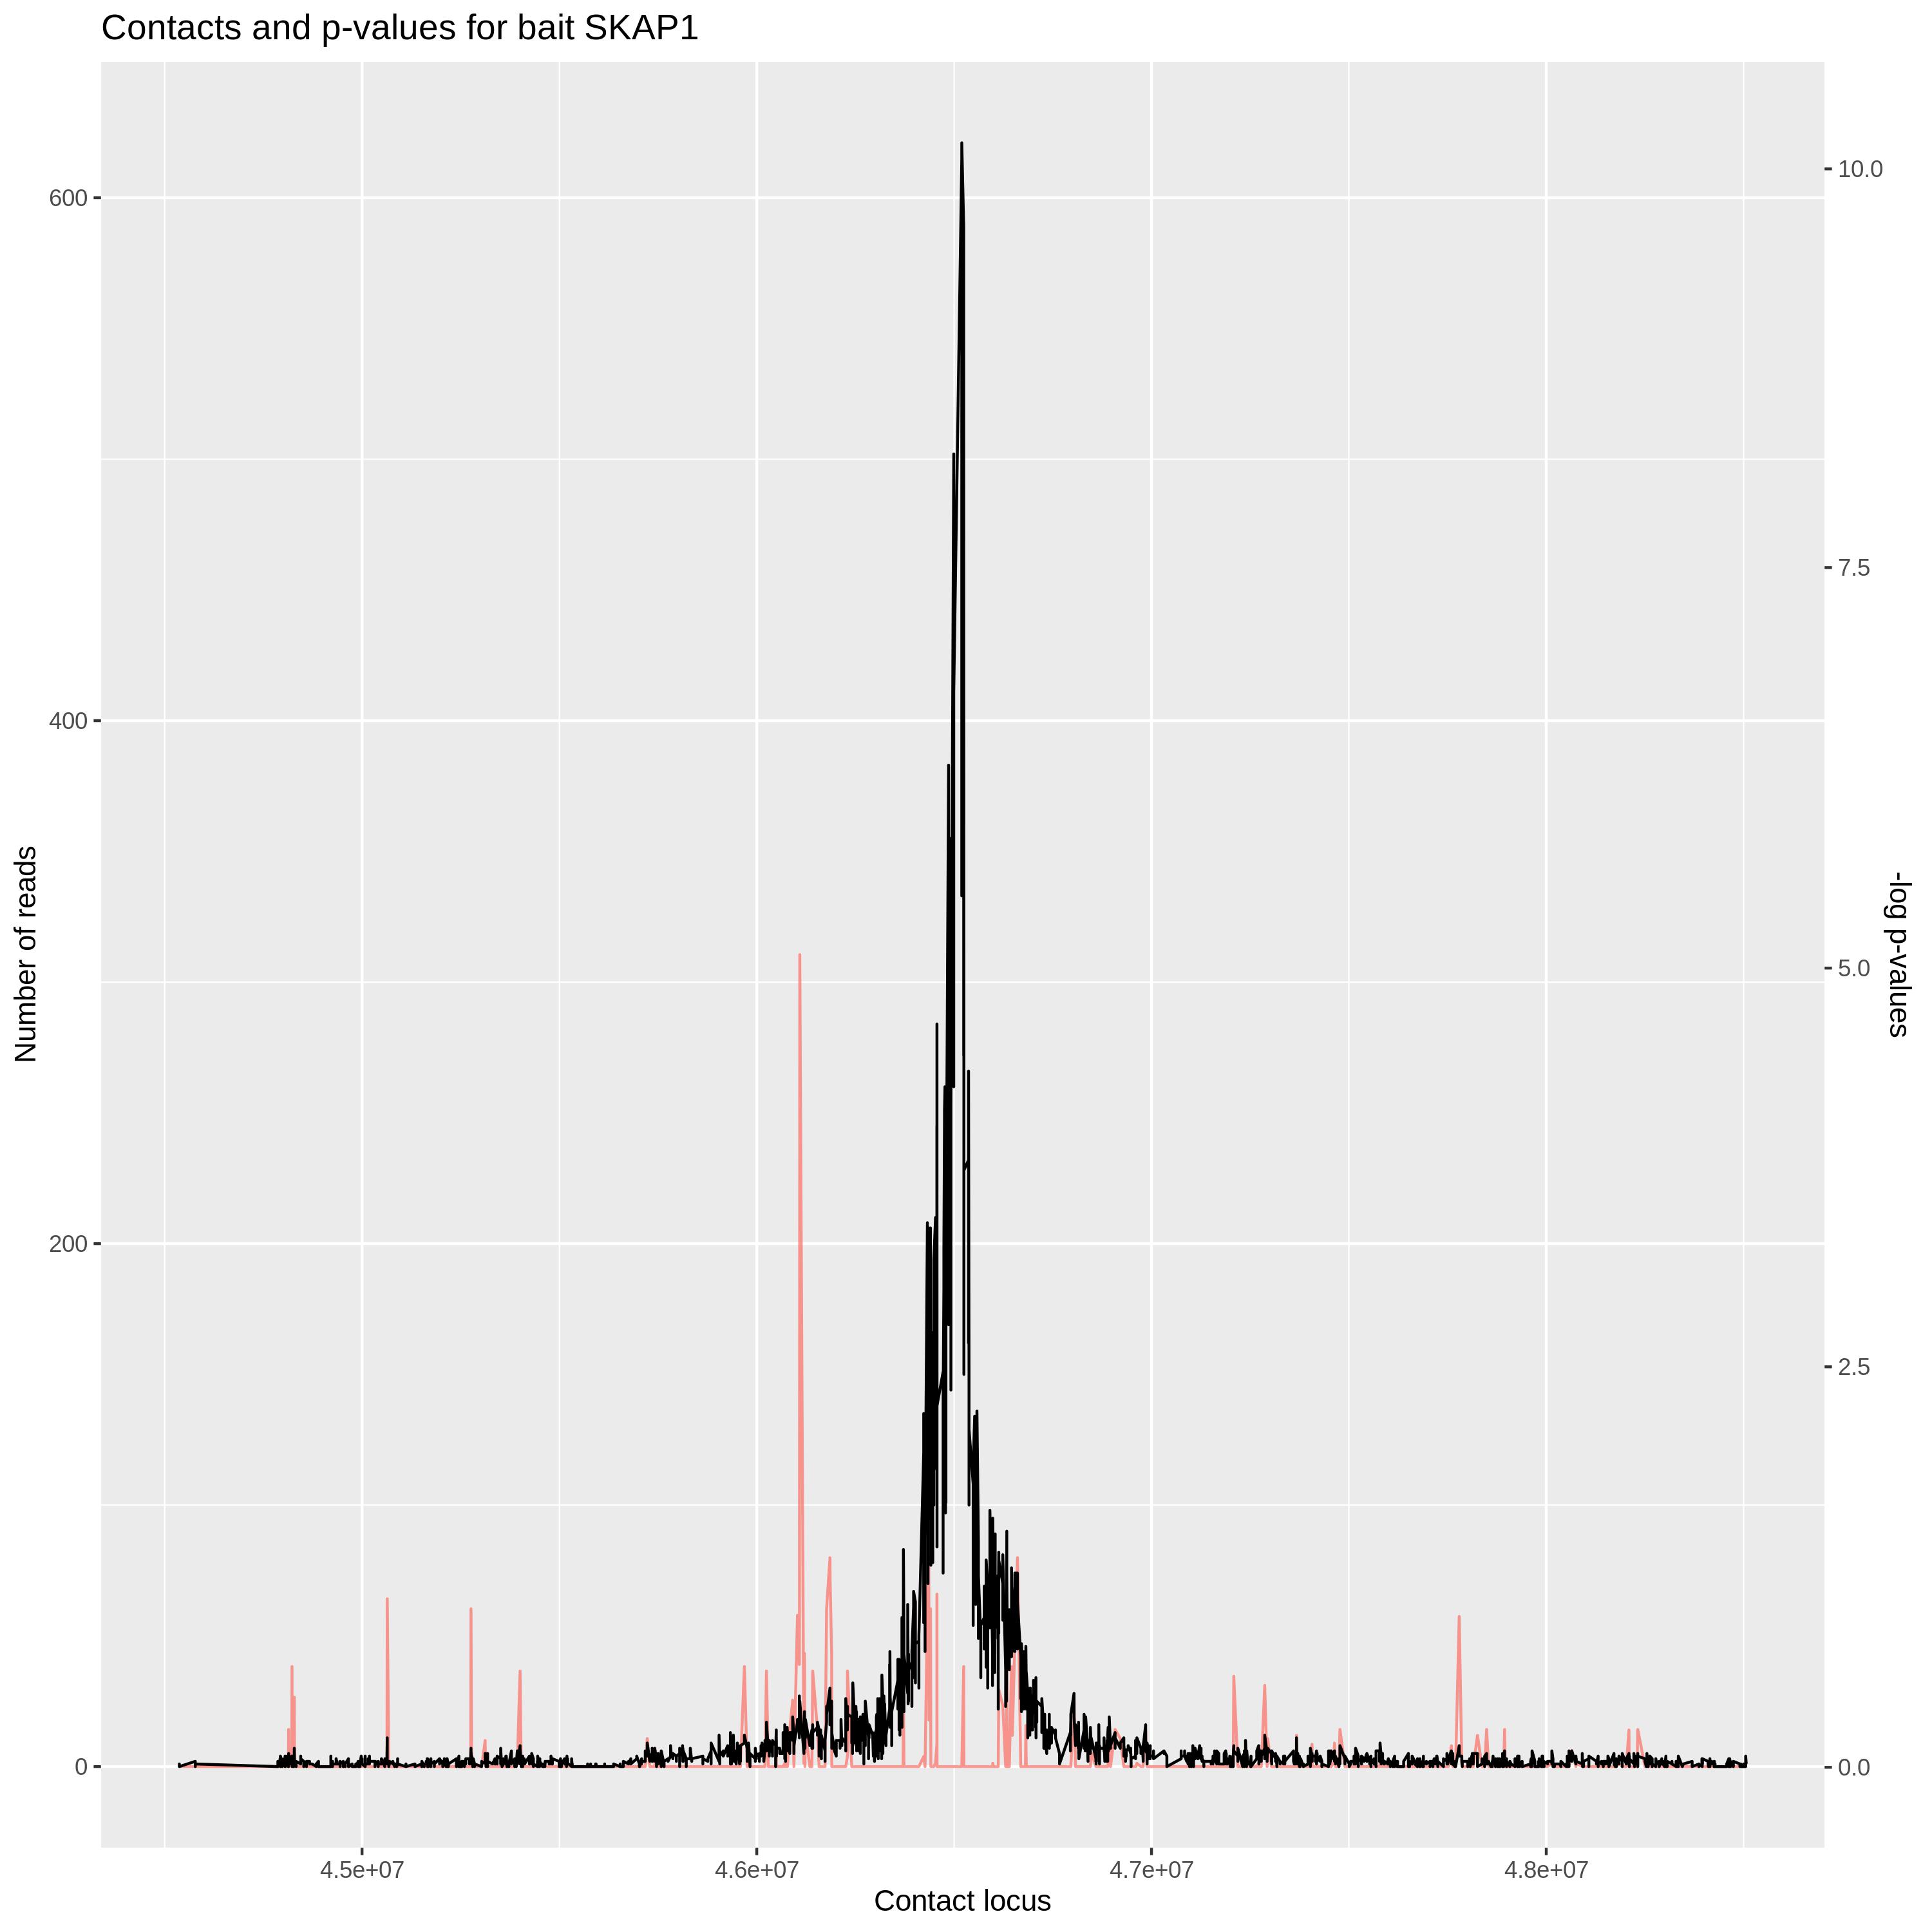 Contacts and p-values for bait SKAP1
600
400
200
0
Number of reads
10.0
7.5
5.0
2.5
0.0
-log p-values
4.5e+07
4.6e+07
4.7e+07
4.8e+07
Contact locus